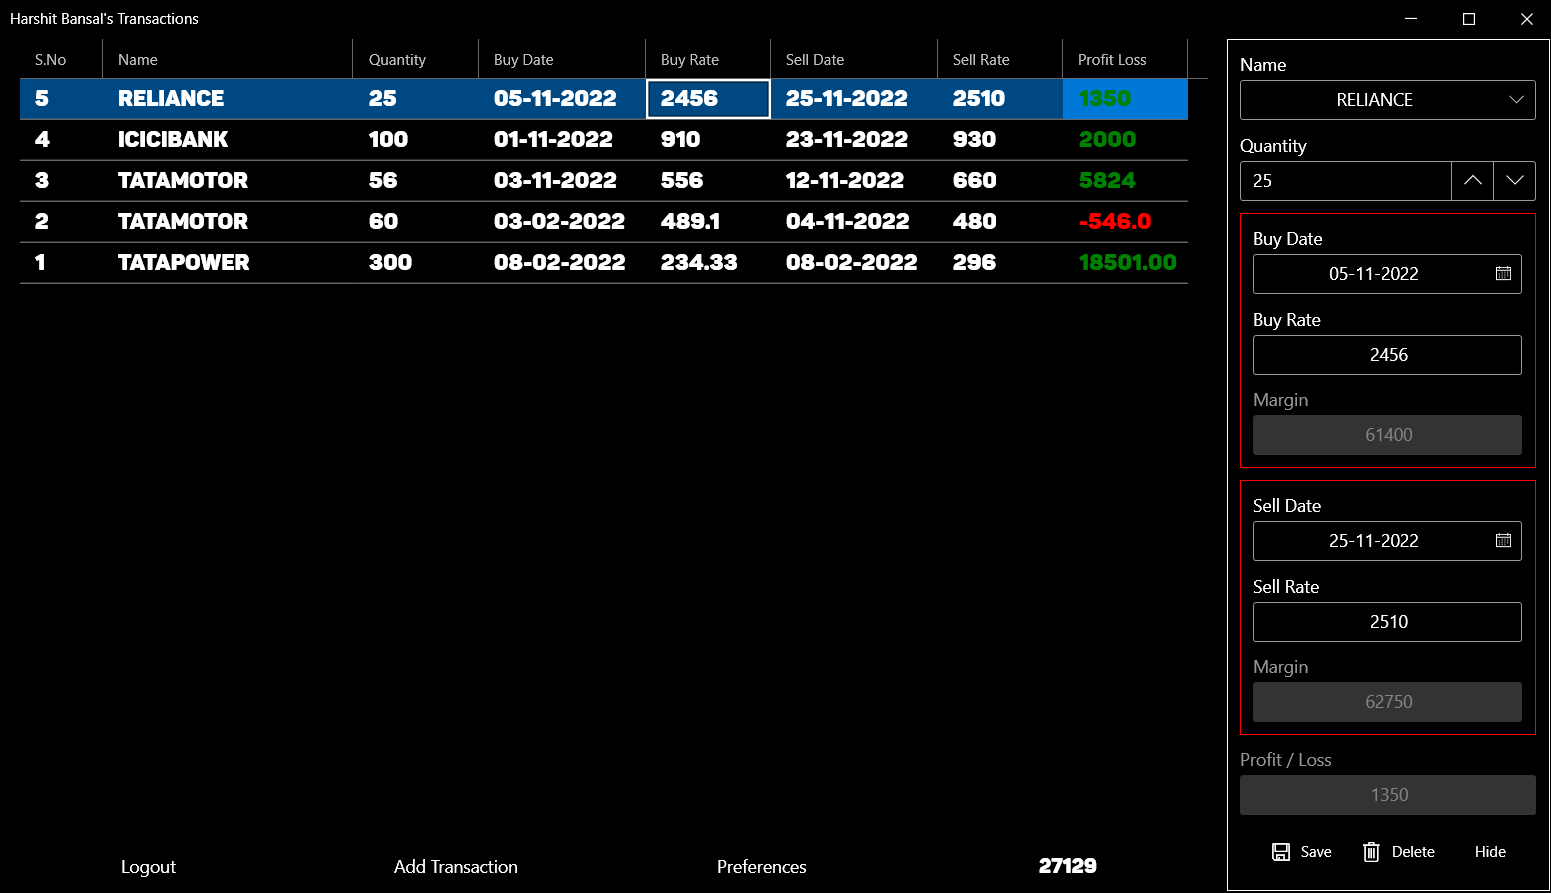 Harshit Bansal's Transactions
S.No Name Quantity Buy Date Buy Rate Sell Date Sell Rate Profit Loss
5 RELIANCE 25 05-11-2022 2456 25-11-2022 2510 1350
4 ICICIBANK 100 01-11-2022 910 23-11-2022 930 2000
3 TATAMOTOR 56 03-11-2022 556 12-11-2022 660 5824
2 TATAMOTOR 60 03-02-2022 489.1 04-11-2022 480 -546.0
1 TATAPOWER 300 08-02-2022 234.33 08-02-2022 296 18501.00
Logout Add Transaction Preferences 27129
Name
RELIANCE
Quantity
25
Buy Date
05-11-2022
Buy Rate
2456
Margin
61400
Sell Date
25-11-2022
Sell Rate
2510
Margin
62750
Profit / Loss
1350
Save Delete Hide